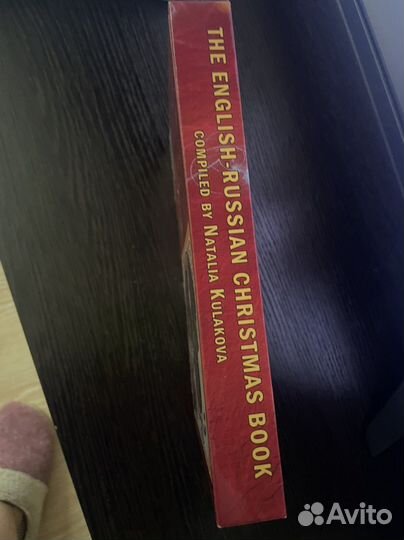 THE ENGLISH-RUSSIAN CHRISTMAS BOOK
COMPILED BY NATALIA KULAKOVA
Avito